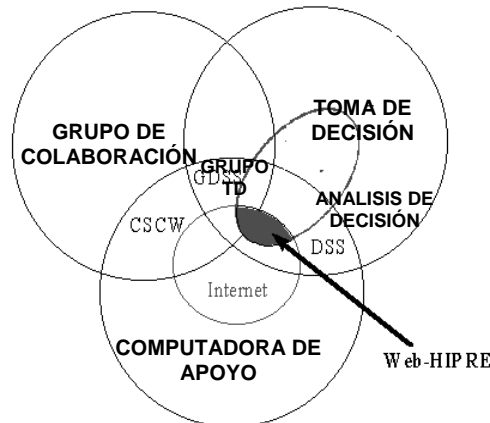 TOMA DE
DECISIÓN
GRUPO DE
COLABORACIÓN
GRUPO
GDSS
TD
ANALISIS DE
DECISIÓN
CSCW
DSS
Internet
COMPUTADORA DE
APOYO
Web-HIPRE